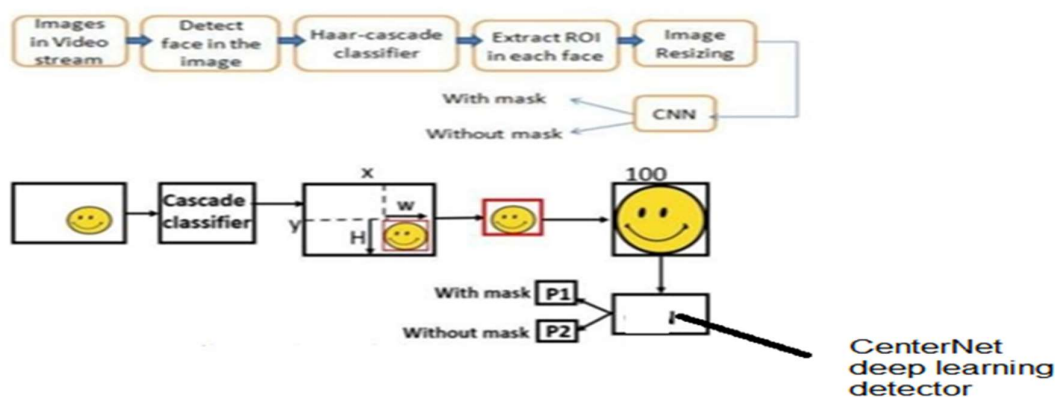 Images
in Video
stream
Detect
face in the
image
Haar-cascade
classifier
Extract ROI
in each face
Image
Resizing
With mask
CNN
Without mask
Cascade
classifier
x
y
w
H
100
With mask P1
Without mask P2
CenterNet
deep learning
detector